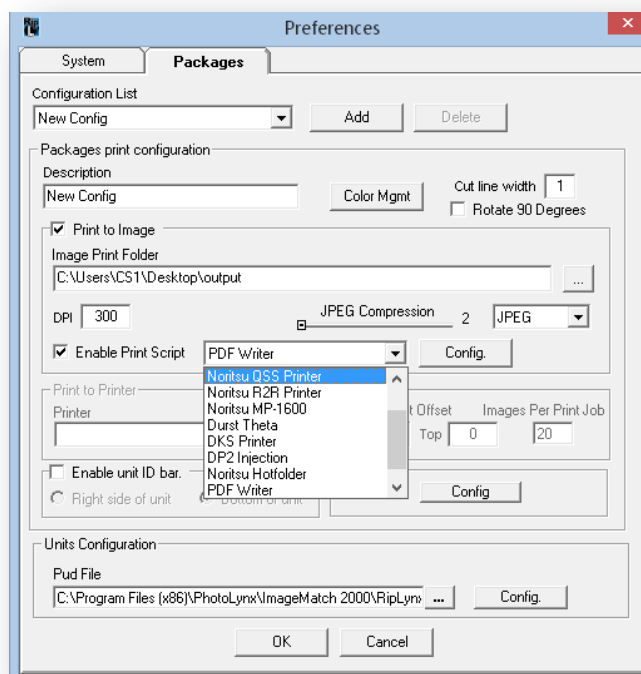 Preferences
System
Packages
Configuration List
New Config
Add
Delete
Packages print configuration
Description
New Config
Color Mgmt
Cut line width 1
Rotate 90 Degrees
Print to Image
Image Print Folder
C:\Users\CS1\Desktop\output
...
DPI 300
JPEG Compression
2
JPEG
Enable Print Script
PDF Writer
Config.
Noritsu QSS Printer
Noritsu R2R Printer
Noritsu MP-1600
Durst Theta
DKS Printer
DP2 Injection
Noritsu Hotfolder
PDF Writer
Print to Printer
Printer
Offset
Images Per Print Job
Top 0
20
Enable unit ID bar.
Right side of unit
Config
Units Configuration
Pud File
C:\Program Files (x86)\PhotoLynx\ImageMatch 2000\RipLynx
...
Config.
OK
Cancel